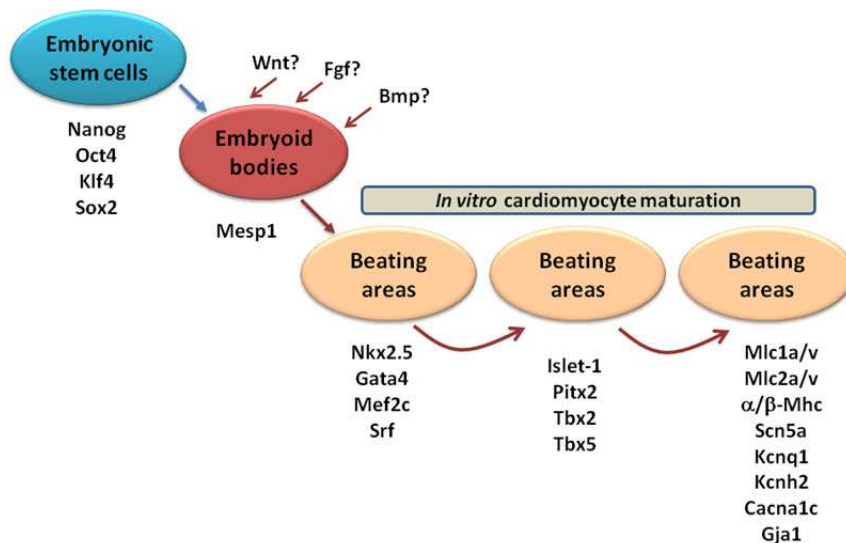 Embryonic
stem cells
Wnt?
Fgf?
Bmp?
Nanog
Oct4
Klf4
Sox2
Embryoid
bodies
Mesp1
In vitro cardiomyocyte maturation
Beating
areas
Beating
areas
Beating
areas
Nkx2.5
Gata4
Mef2c
Srf
Islet-1
Pitx2
Tbx2
Tbx5
Mlc1a/v
Mlc2a/v
α/β-Mhc
Scn5a
Kcnq1
Kcnh2
Cacna1c
Gja1